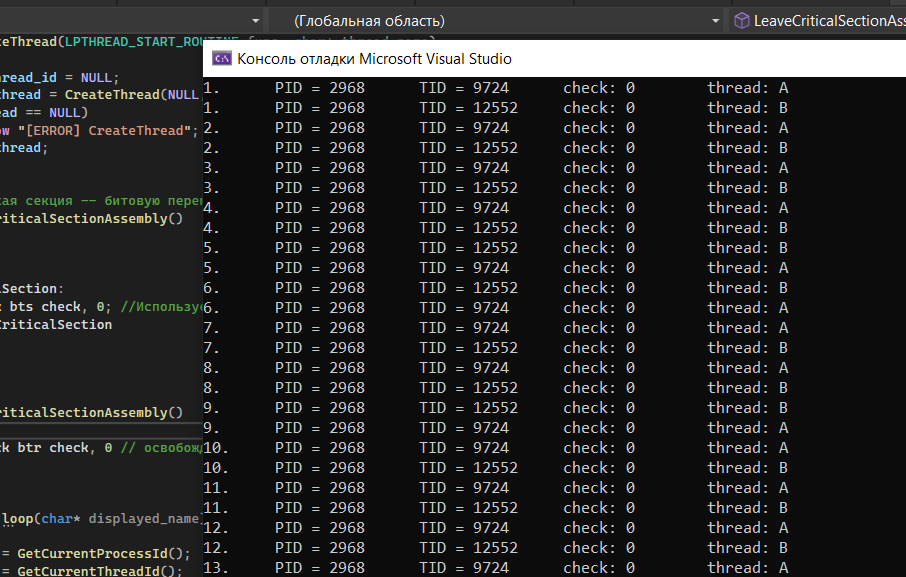 (Глобальная область)
LeaveCriticalSectionAss
eThread(LPTHREAD_START_ROUTINE
Консоль отладки Microsoft Visual Studio
read_id = NULL;
hread = CreateThread(NULL
ead == NULL)
ow "[ERROR] CreateThread";
hread;
кая секция -- битовую пере
riticalSectionAssembly()
lSection:
k bts check, 0; //Используе
CriticalSection
riticalSectionAssembly()
ck btr check, 0 // освобожд
loop(char* displayed_name)
= GetCurrentProcessId();
= GetCurrentThreadId();
1. PID = 2968 TID = 9724 check: 0 thread: A
1. PID = 2968 TID = 12552 check: 0 thread: B
2. PID = 2968 TID = 9724 check: 0 thread: A
2. PID = 2968 TID = 12552 check: 0 thread: B
3. PID = 2968 TID = 9724 check: 0 thread: A
3. PID = 2968 TID = 12552 check: 0 thread: B
4. PID = 2968 TID = 9724 check: 0 thread: A
4. PID = 2968 TID = 12552 check: 0 thread: B
5. PID = 2968 TID = 12552 check: 0 thread: B
5. PID = 2968 TID = 9724 check: 0 thread: A
6. PID = 2968 TID = 12552 check: 0 thread: B
6. PID = 2968 TID = 9724 check: 0 thread: A
7. PID = 2968 TID = 9724 check: 0 thread: A
7. PID = 2968 TID = 12552 check: 0 thread: B
8. PID = 2968 TID = 9724 check: 0 thread: A
8. PID = 2968 TID = 12552 check: 0 thread: B
9. PID = 2968 TID = 12552 check: 0 thread: B
9. PID = 2968 TID = 9724 check: 0 thread: A
10. PID = 2968 TID = 9724 check: 0 thread: A
10. PID = 2968 TID = 12552 check: 0 thread: B
11. PID = 2968 TID = 9724 check: 0 thread: A
11. PID = 2968 TID = 12552 check: 0 thread: B
12. PID = 2968 TID = 9724 check: 0 thread: A
12. PID = 2968 TID = 12552 check: 0 thread: B
13. PID = 2968 TID = 9724 check: 0 thread: A